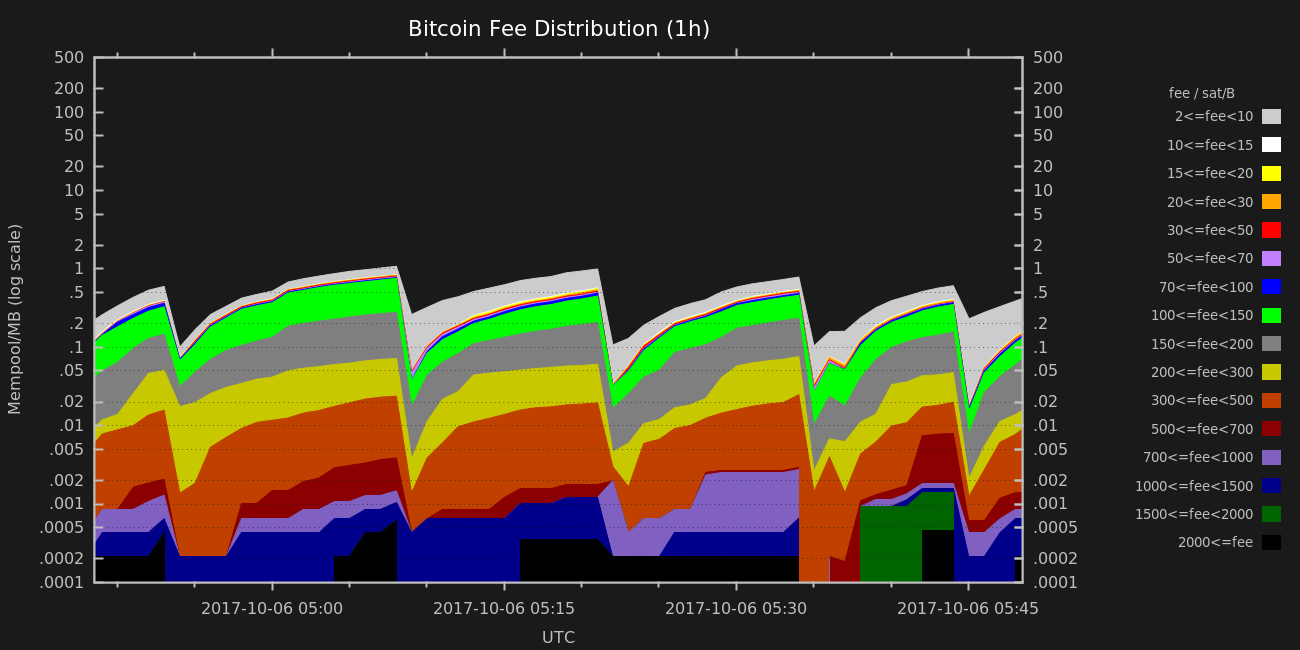 Bitcoin Fee Distribution (1h)
Mempool/MB (log scale)
500
200
100
50
20
10
5
2
1
.5
.2
.1
.05
.02
.01
.005
.002
.001
.0005
.0002
.0001
500
200
100
50
20
10
5
2
1
.5
.2
.1
.05
.02
.01
.005
.002
.001
.0005
.0002
.0001
fee / sat/B
2<=fee<10
10<=fee<15
15<=fee<20
20<=fee<30
30<=fee<50
50<=fee<70
70<=fee<100
100<=fee<150
150<=fee<200
200<=fee<300
300<=fee<500
500<=fee<700
700<=fee<1000
1000<=fee<1500
1500<=fee<2000
2000<=fee
2017-10-06 05:00
2017-10-06 05:15
2017-10-06 05:30
2017-10-06 05:45
UTC